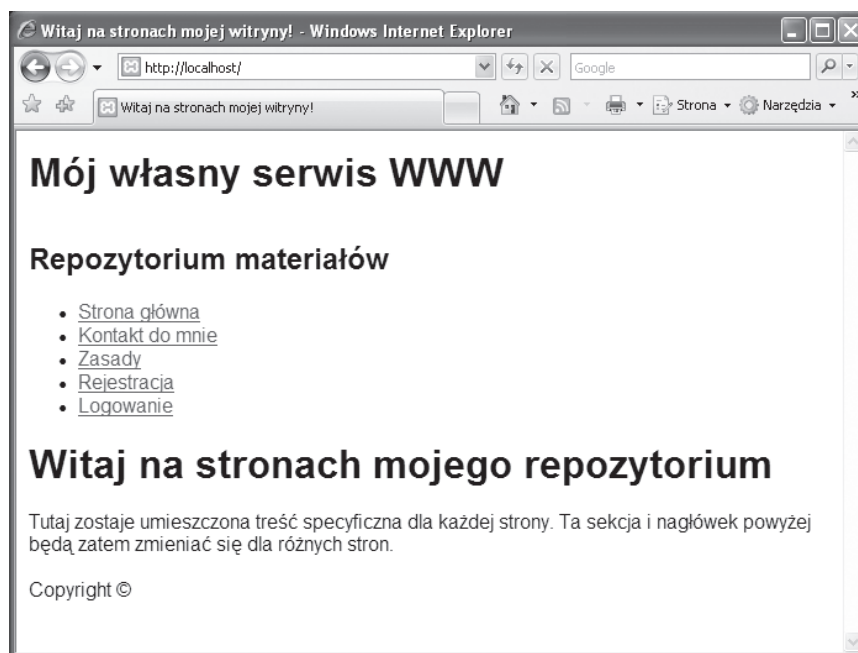 Witaj na stronach mojej witryny! - Windows Internet Explorer
http://localhost/
Google
Witaj na stronach mojej witryny!
Strona
Narzędzia
»
Mój własny serwis WWW
Repozytorium materiałów
• Strona główna
• Kontakt do mnie
• Zasady
• Rejestracja
• Logowanie
Witaj na stronach mojego repozytorium
Tutaj zostaje umieszczona treść specyficzna dla każdej strony. Ta sekcja i nagłówek powyżej
będą zatem zmieniać się dla różnych stron.
Copyright ©